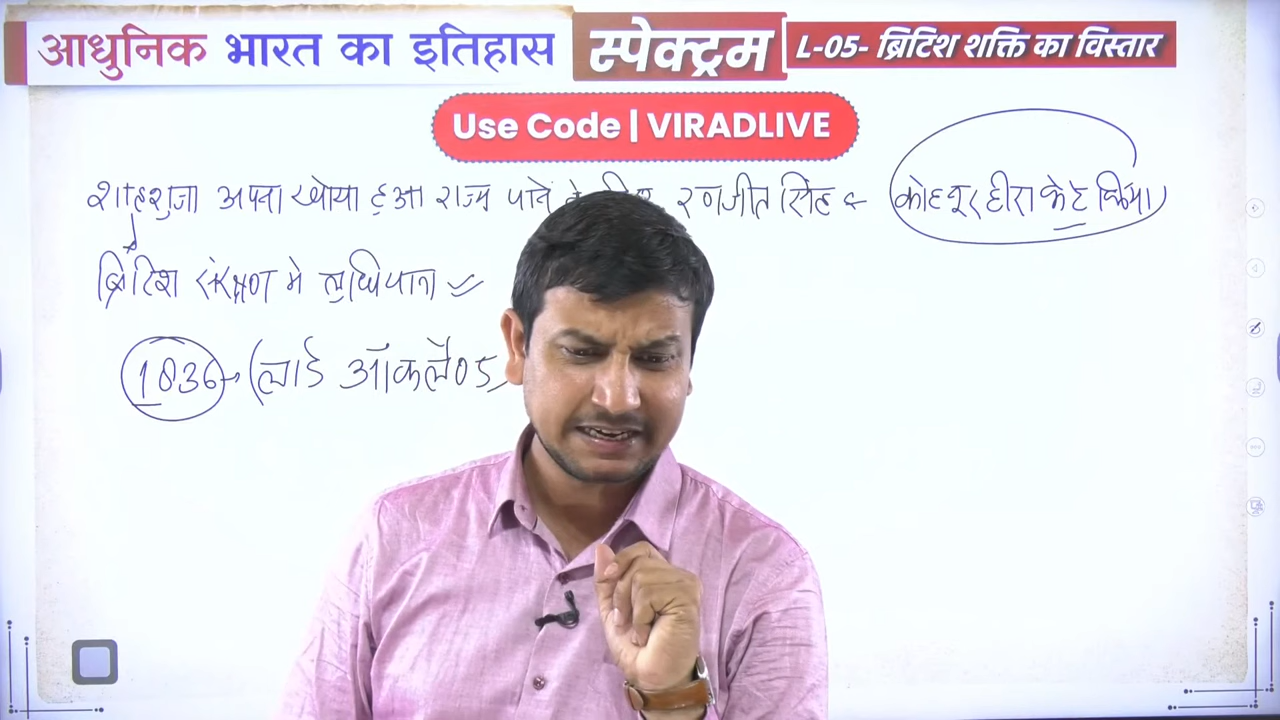 आधुनिक भारत का इतिहास स्पेक्ट्रम L-05- ब्रिटिश शक्ति का विस्तार
Use Code | VIRADLIVE
शाहशुजा अपना खोया हुआ राज्य पाने रणजीत सिंह कोहनूर हीरा दे दिया
ब्रिटिश संरक्षण मे लुधियाना
1836 → (लार्ड ऑकलैण्ड)